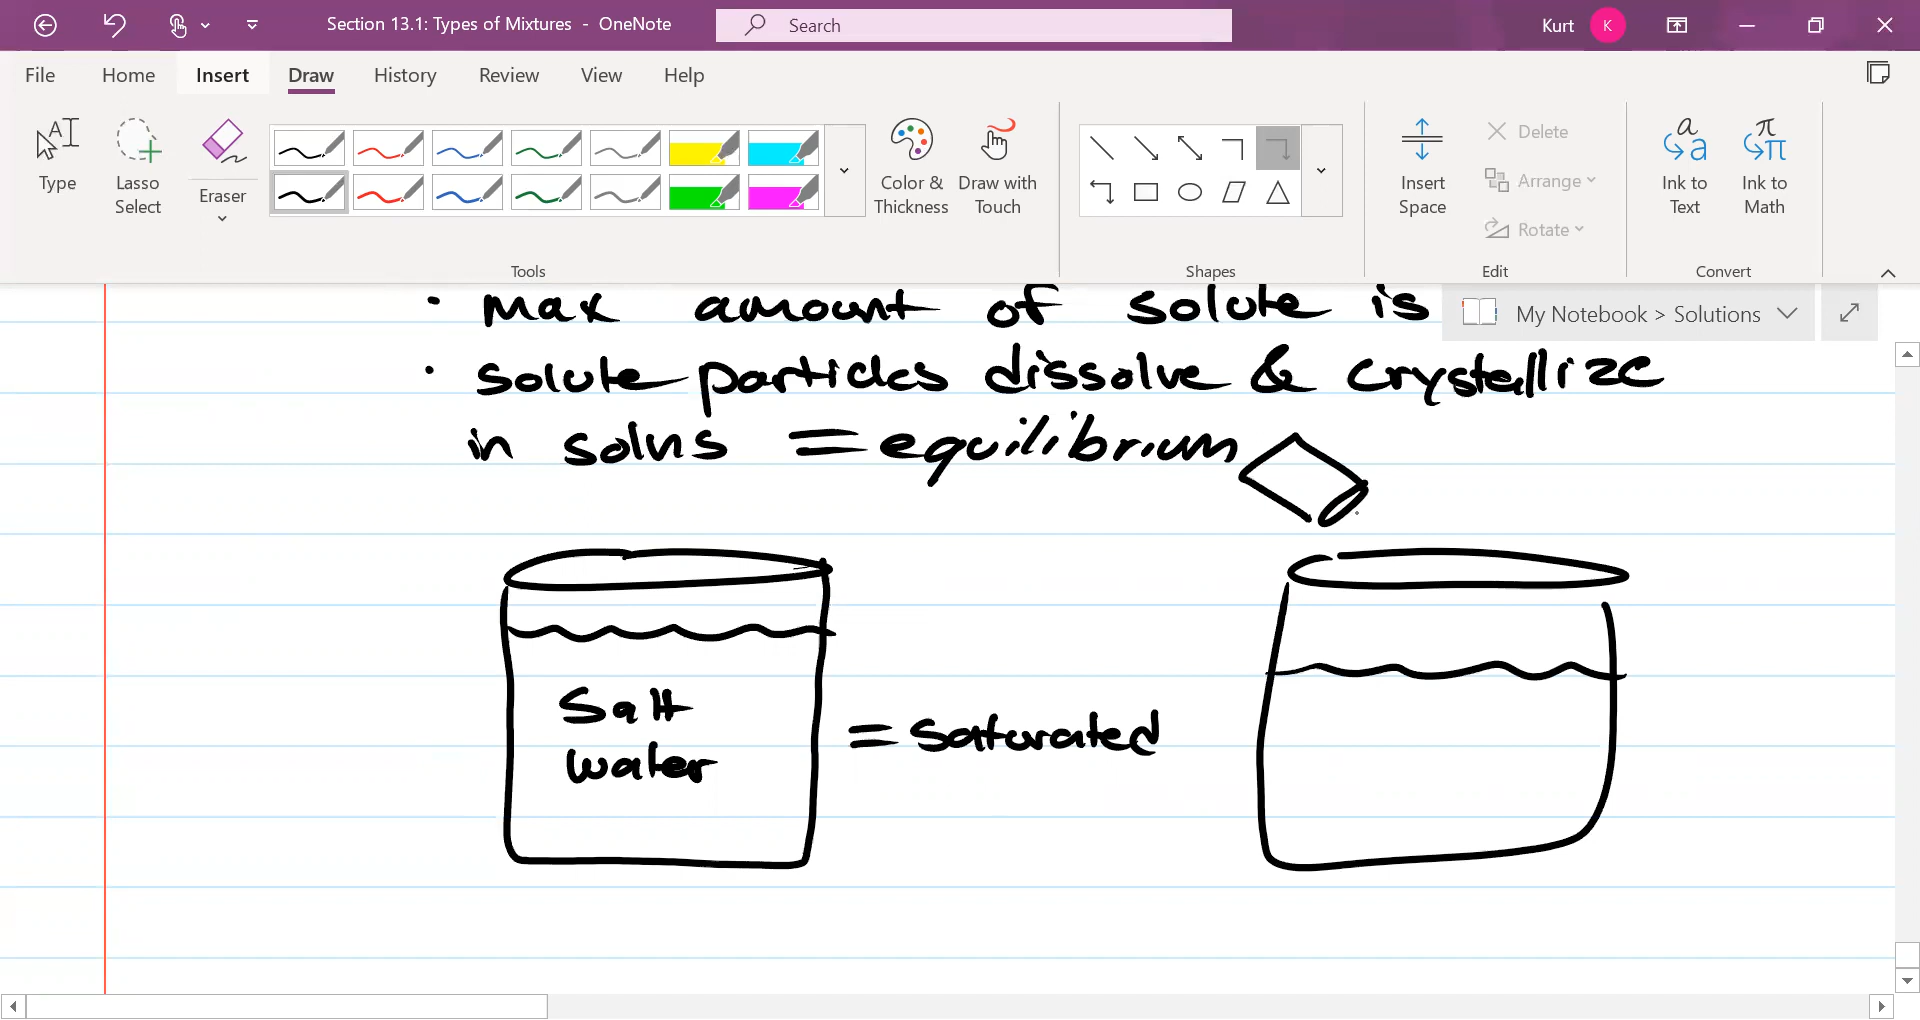 Section 13.1: Types of Mixtures - OneNote
Search
Kurt
K
File Home Insert Draw History Review View Help
Type
Lasso Select
Eraser
Color & Thickness
Draw with Touch
Insert Space
Delete
Arrange
Rotate
Ink to Text
Ink to Math
Tools
Shapes
Edit
Convert
My Notebook > Solutions
• max amount of solute is
• solute particles dissolve & crystallize
in solns = equilibrium
Salt
water
= saturated